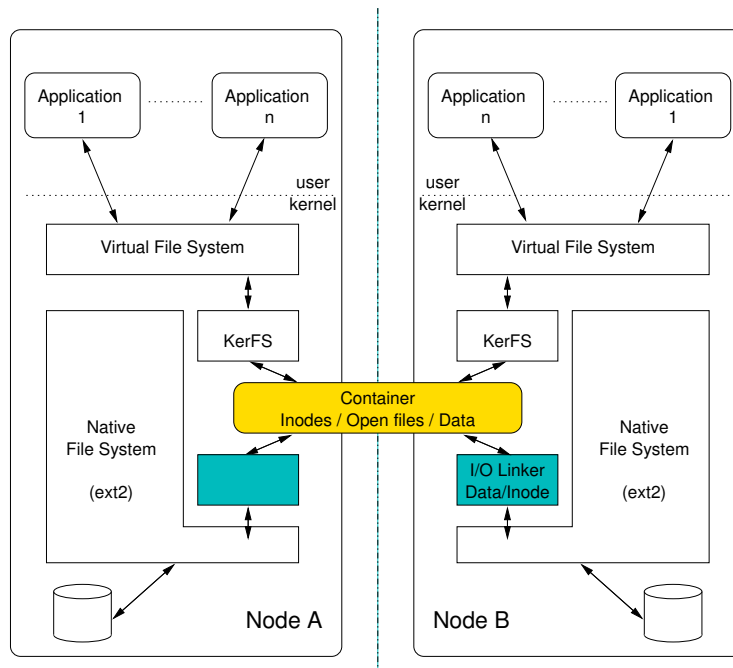 Application
1
Application
n
user
kernel
Virtual File System
KerFS
Native
File System
(ext2)
Node A
Container
Inodes / Open files / Data
Application
n
Application
1
user
kernel
Virtual File System
KerFS
I/O Linker
Data/Inode
Native
File System
(ext2)
Node B